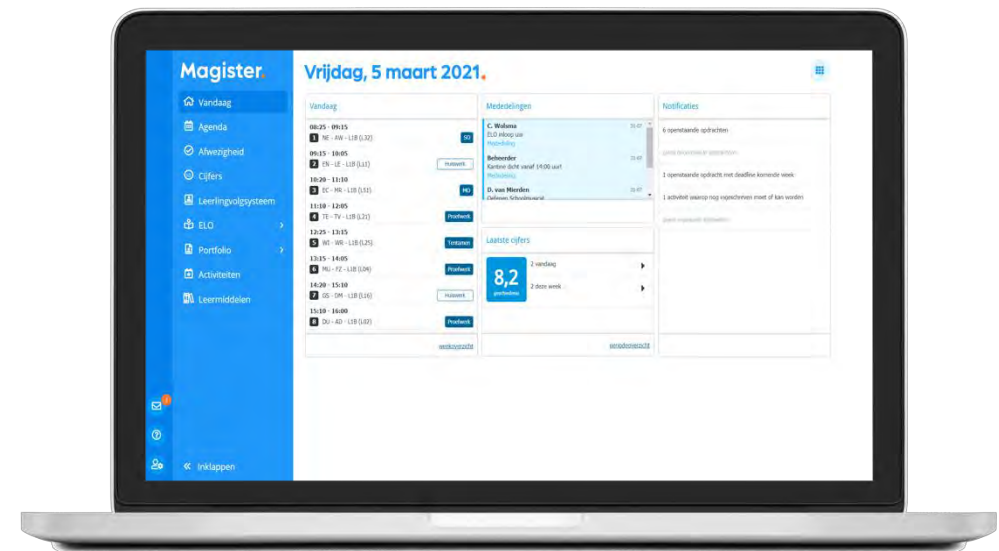 Magister.
Vandaag
Agenda
Afwezigheid
Cijfers
Leerlingvolgsysteem
ELO
Portfolio
Activiteiten
Leermiddelen
Inklappen
Vrijdag, 5 maart 2021.
Vandaag
08:25 - 09:15
1 NE - AW - L1B (L32) SO
09:15 - 10:05
2 EN - LE - L1B Huiswerk
10:20 - 11:10
3 EC - MR - L1B (L51) MO
11:10 - 12:05
4 TE - TV - L1B (L21) Proefwerk
12:25 - 13:15
5 WI - WR - L1B (L25) Tentamen
13:15 - 14:05
6 MU - FZ - L1B (L04) Proefwerk
14:20 - 15:10
7 GS - DM - L1B (L16) Huiswerk
15:10 - 16:00
8 DU - AD - L1B (L02) Proefwerk
weekoverzicht
Mededelingen
C. Walsma
ELO inloop uur
Mededeling
Beheerder
Kantine dicht vanaf 14:00 uur!
Mededeling
D. van Mierden
Laatste cijfers
8,2
2 vandaag
2 deze week
Notificaties
6 openstaande opdrachten
1 openstaande opdracht met deadline komende week
1 activiteit waarop nog ingeschreven moet of kan worden